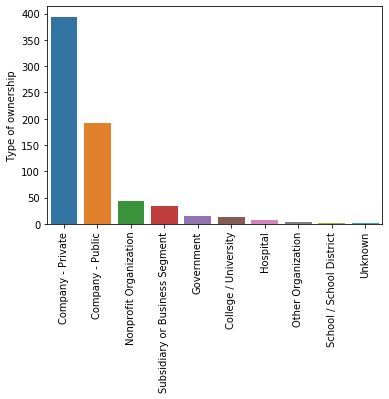 400
350
300
250
200
150
100
50
0
Type of ownership
Company - Private
Company - Public
Nonprofit Organization
Subsidiary or Business Segment
Government
College / University
Hospital
Other Organization
School / School District
Unknown